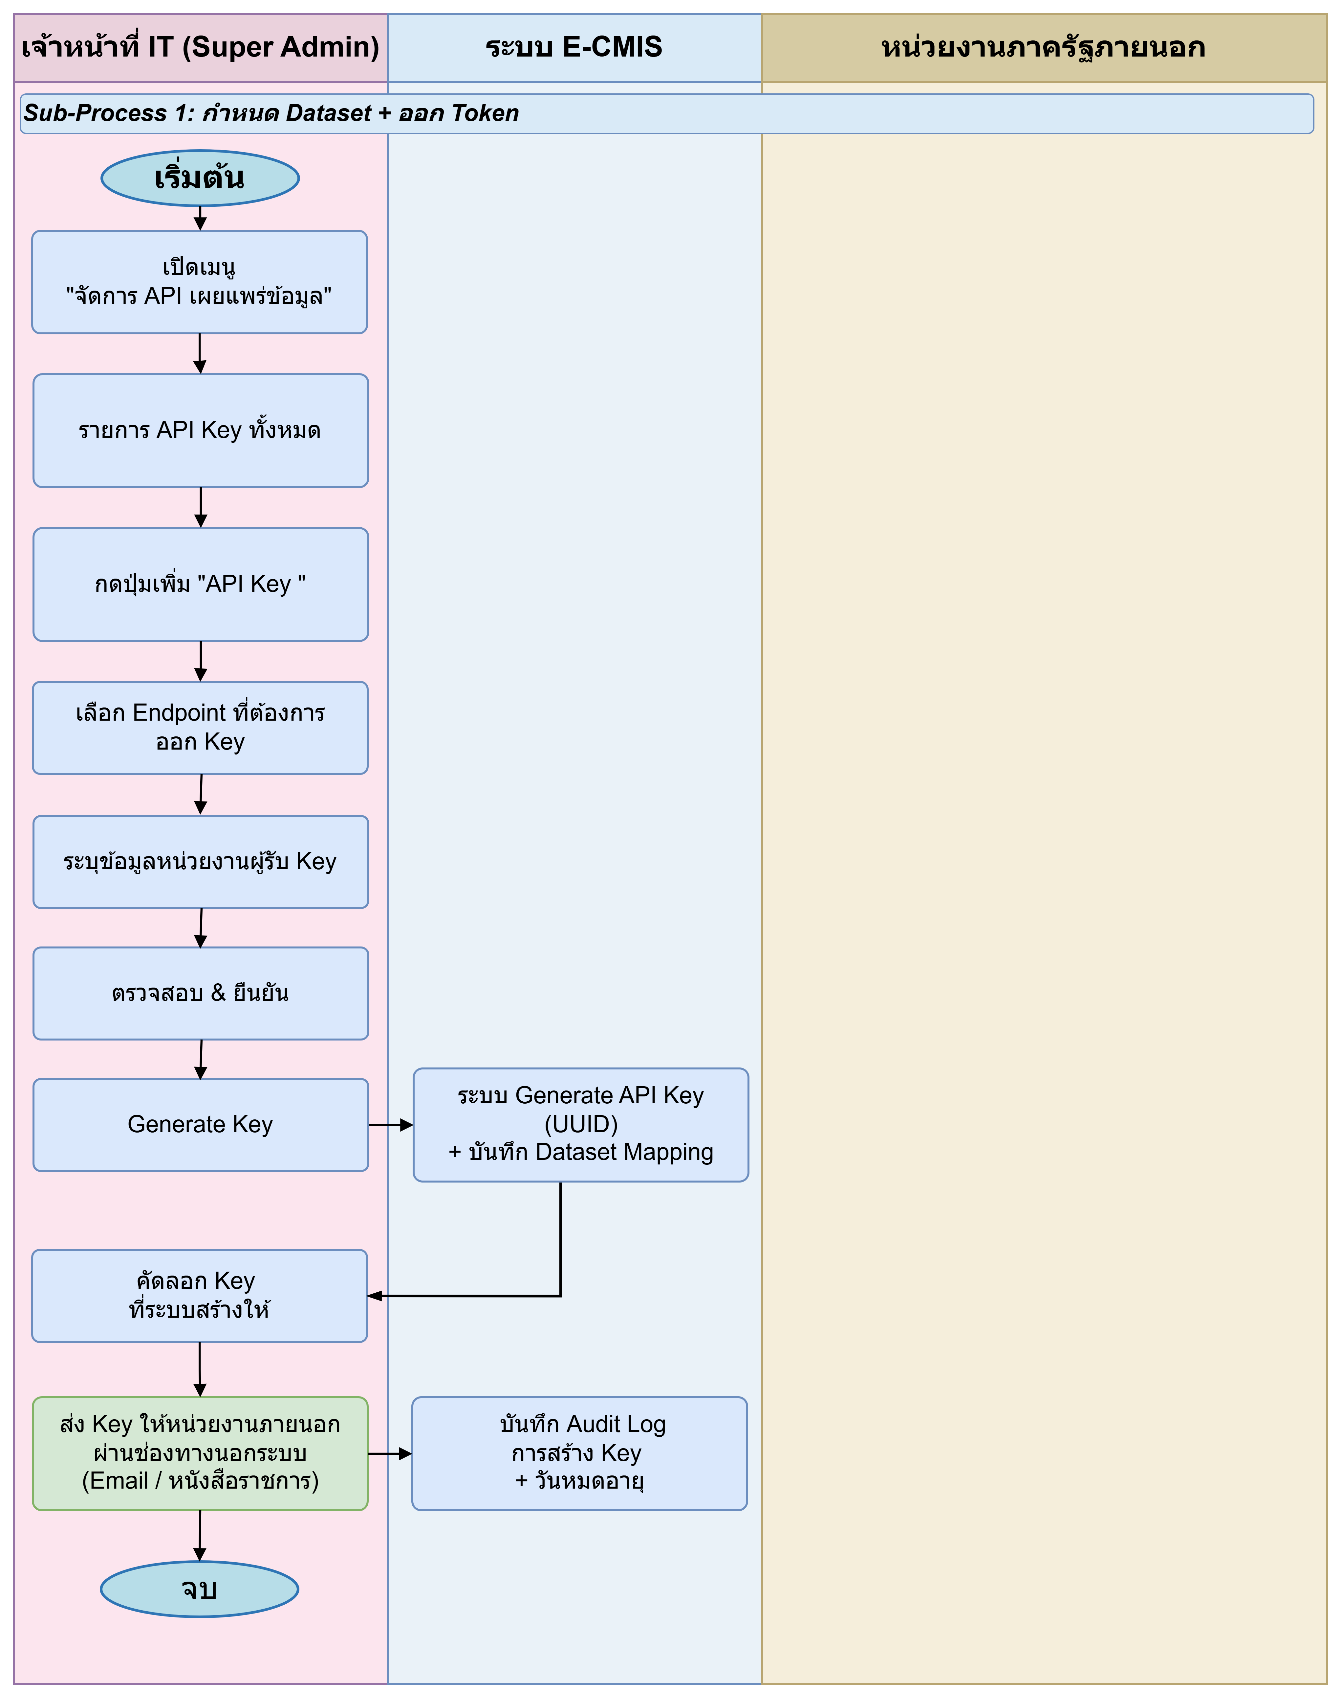 เจ้าหน้าที่ IT (Super Admin)
ระบบ E-CMIS
หน่วยงานภาครัฐภายนอก
Sub-Process 1: กำหนด Dataset + ออก Token
เริ่มต้น
เปิดเมนู
"จัดการ API เผยแพร่ข้อมูล"
รายการ API Key ทั้งหมด
กดปุ่มเพิ่ม "API Key "
เลือก Endpoint ที่ต้องการ
ออก Key
ระบุข้อมูลหน่วยงานผู้รับ Key
ตรวจสอบ & ยืนยัน
Generate Key
ระบบ Generate API Key
(UUID)
+ บันทึก Dataset Mapping
คัดลอก Key
ที่ระบบสร้างให้
ส่ง Key ให้หน่วยงานภายนอก
ผ่านช่องทางนอกระบบ
(Email / หนังสือราชการ)
บันทึก Audit Log
การสร้าง Key
+ วันหมดอายุ
จบ